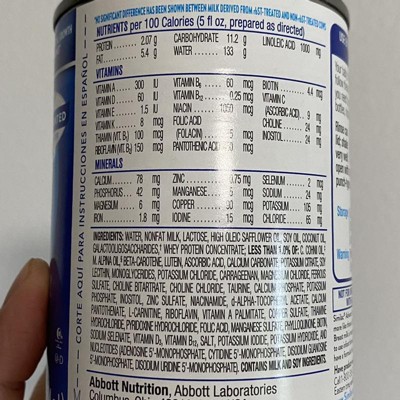 *NO SIGNIFICANT DIFFERENCE HAS BEEN SHOWN BETWEEN MILK DERIVED FROM rbST-TREATED AND NON-rbST-TREATED COWS
NUTRIENTS per 100 Calories (5 fl oz, prepared as directed)
PROTEIN 2.07 g CARBOHYDRATE 11.2 g LINOLEIC ACID 1000 mg
FAT 5.4 g WATER 133 g
VITAMINS
VITAMIN A 300 IU VITAMIN B6 60 mcg BIOTIN 4.4 mcg
VITAMIN D 60 IU VITAMIN B12 0.25 mcg VITAMIN C
VITAMIN E 1.5 IU NIACIN 1050 mcg (ASCORBIC ACID) 9 mg
VITAMIN K 8 mcg FOLIC ACID CHOLINE 24 mg
THIAMIN (VIT. B1) 100 mcg (FOLACIN) 15 mcg INOSITOL 24 mg
RIBOFLAVIN (VIT. B2) 150 mcg PANTOTHENIC ACID mcg
MINERALS
CALCIUM 78 mg ZINC 0.75 mg SELENIUM 2 mcg
PHOSPHORUS 42 mg MANGANESE 5 mcg SODIUM 24 mg
MAGNESIUM 6 mg COPPER 90 mcg POTASSIUM 105 mg
IRON 1.8 mg IODINE 15 mcg CHLORIDE 65 mg
INGREDIENTS: WATER, NONFAT MILK, LACTOSE, HIGH OLEIC SAFFLOWER OIL, SOY OIL, COCONUT OIL,
GALACTOOLIGOSACCHARIDES,* WHEY PROTEIN CONCENTRATE. LESS THAN 1.0% OF: C. COHNII OIL,
M. ALPINA OIL,† BETA-CAROTENE, LUTEIN, ASCORBIC ACID, CALCIUM CARBONATE, POTASSIUM CITRATE, SOY
LECITHIN, MONOGLYCERIDES, POTASSIUM CHLORIDE, CARRAGEENAN, MAGNESIUM CHLORIDE, FERROUS
SULFATE, CHOLINE BITARTRATE, CHOLINE CHLORIDE, TAURINE, CALCIUM PHOSPHATE, POTASSIUM
PHOSPHATE, INOSITOL, ZINC SULFATE, NIACINAMIDE, d-ALPHA-TOCOPHERYL ACETATE, CALCIUM
PANTOTHENATE, L-CARNITINE, RIBOFLAVIN, VITAMIN A PALMITATE, COPPER SULFATE, THIAMINE
HYDROCHLORIDE, PYRIDOXINE HYDROCHLORIDE, FOLIC ACID, MANGANESE SULFATE, PHYLLOQUINONE, BIOTIN,
SODIUM SELENATE, VITAMIN D3, VITAMIN B12, SALT, POTASSIUM IODIDE, POTASSIUM HYDROXIDE, AND
NUCLEOTIDES (ADENOSINE 5'-MONOPHOSPHATE, CYTIDINE 5'-MONOPHOSPHATE, DISODIUM GUANOSINE
5'-MONOPHOSPHATE, DISODIUM URIDINE 5'-MONOPHOSPHATE). CONTAINS MILK AND SOY INGREDIENTS.
Abbott Nutrition, Abbott Laboratories
CORTE AQUÍ PARA INSTRUCCIONES EN ESPAÑOL
Storage
Warning